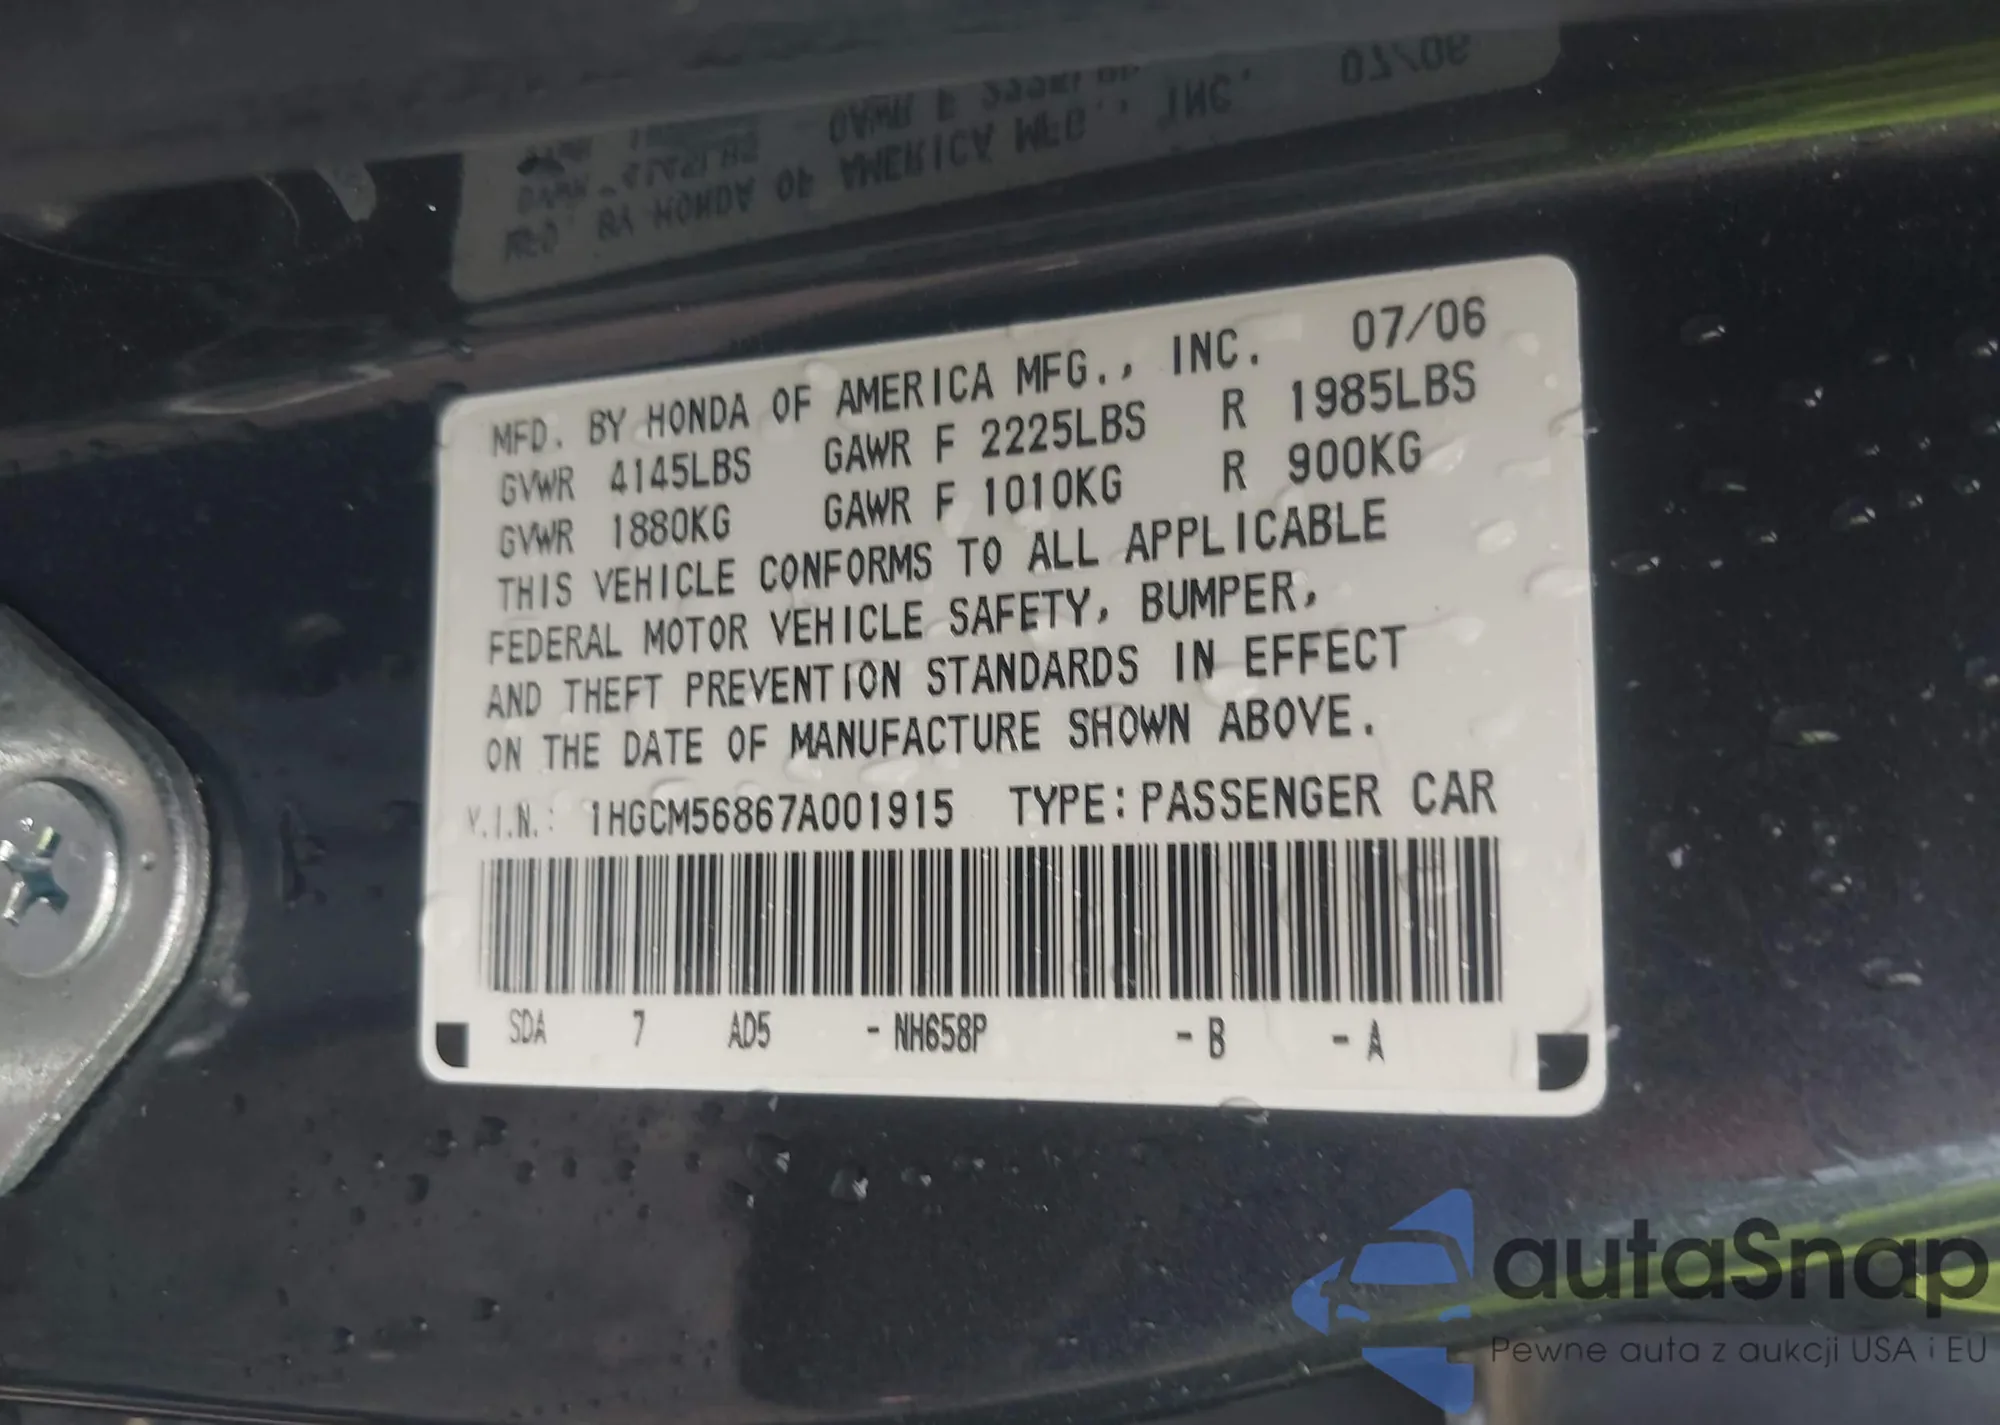 MFD. BY HONDA OF AMERICA MFG., INC. 07/06
GVWR 4145LBS GAWR F 2225LBS R 1985LBS
GVWR 1880KG GAWR F 1010KG R 900KG
THIS VEHICLE CONFORMS TO ALL APPLICABLE
FEDERAL MOTOR VEHICLE SAFETY, BUMPER,
AND THEFT PREVENTION STANDARDS IN EFFECT
ON THE DATE OF MANUFACTURE SHOWN ABOVE.
V.I.N.: 1HGCM56867A001915 TYPE:PASSENGER CAR
SDA 7 AD5 -NH658P -B -A
autaSnap
Pewne auta z aukcji USA i EU